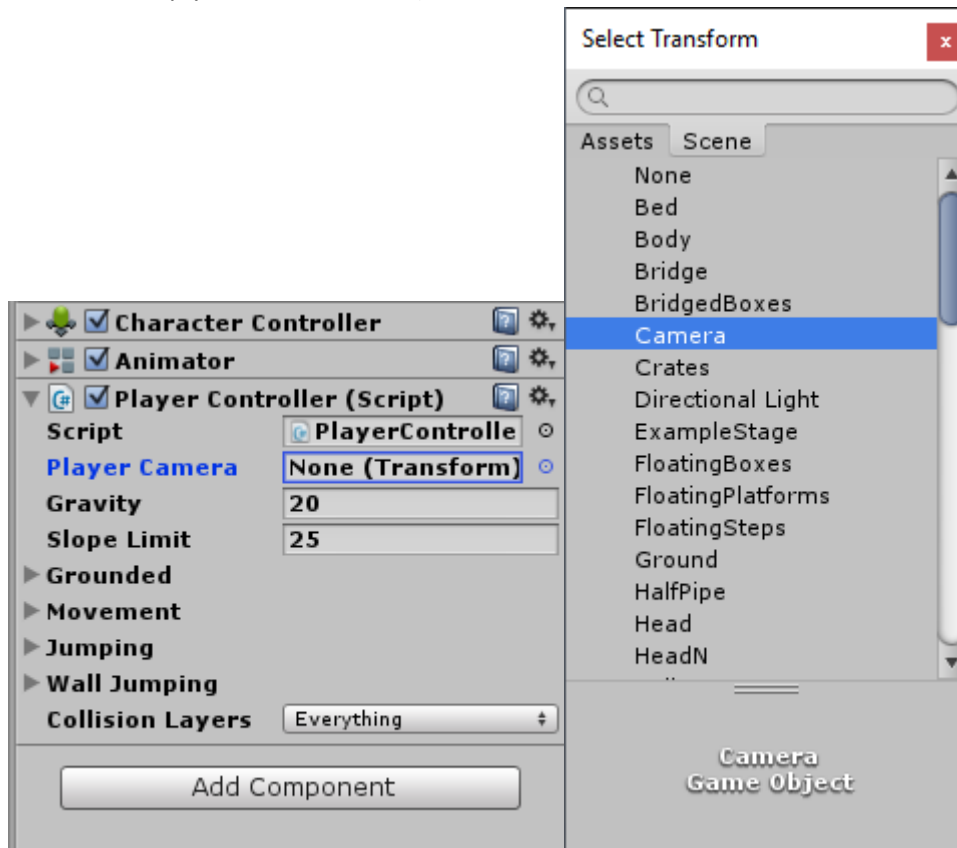 Character Controller
Animator
Player Controller (Script)
Script PlayerControlle
Player Camera None (Transform)
Gravity 20
Slope Limit 25
Grounded
Movement
Jumping
Wall Jumping
Collision Layers Everything
Add Component
Select Transform
x
Assets Scene
None
Bed
Body
Bridge
BridgedBoxes
Camera
Crates
Directional Light
ExampleStage
FloatingBoxes
FloatingPlatforms
FloatingSteps
Ground
HalfPipe
Head
HeadN
Camera
Game Object